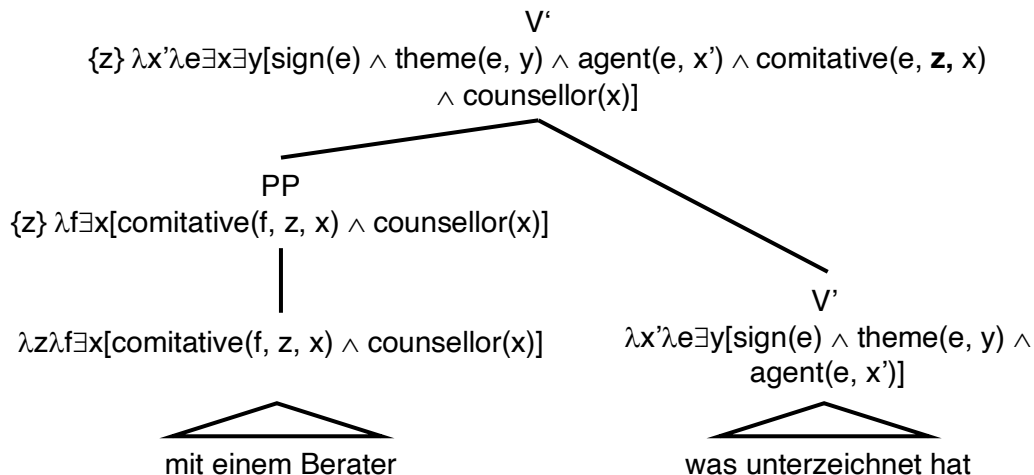 V‘
{z} λx’λe∃x∃y[sign(e) ∧ theme(e, y) ∧ agent(e, x’) ∧ comitative(e, z, x)
∧ counsellor(x)]
PP
{z} λf∃x[comitative(f, z, x) ∧ counsellor(x)]
V’
λzλf∃x[comitative(f, z, x) ∧ counsellor(x)]
λx’λe∃y[sign(e) ∧ theme(e, y) ∧
agent(e, x’)]
mit einem Berater
was unterzeichnet hat